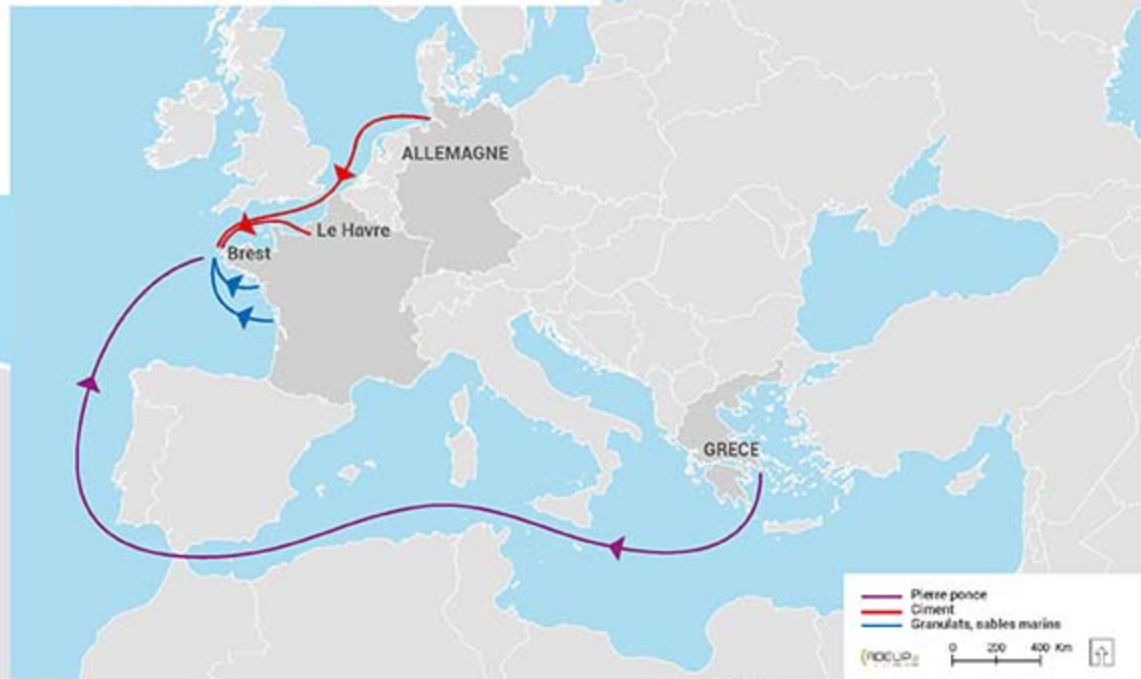 ALLEMAGNE
Le Havre
Brest
GRECE
Pierre ponce
Ciment
Granulats, sables marins
0 200 400 Km